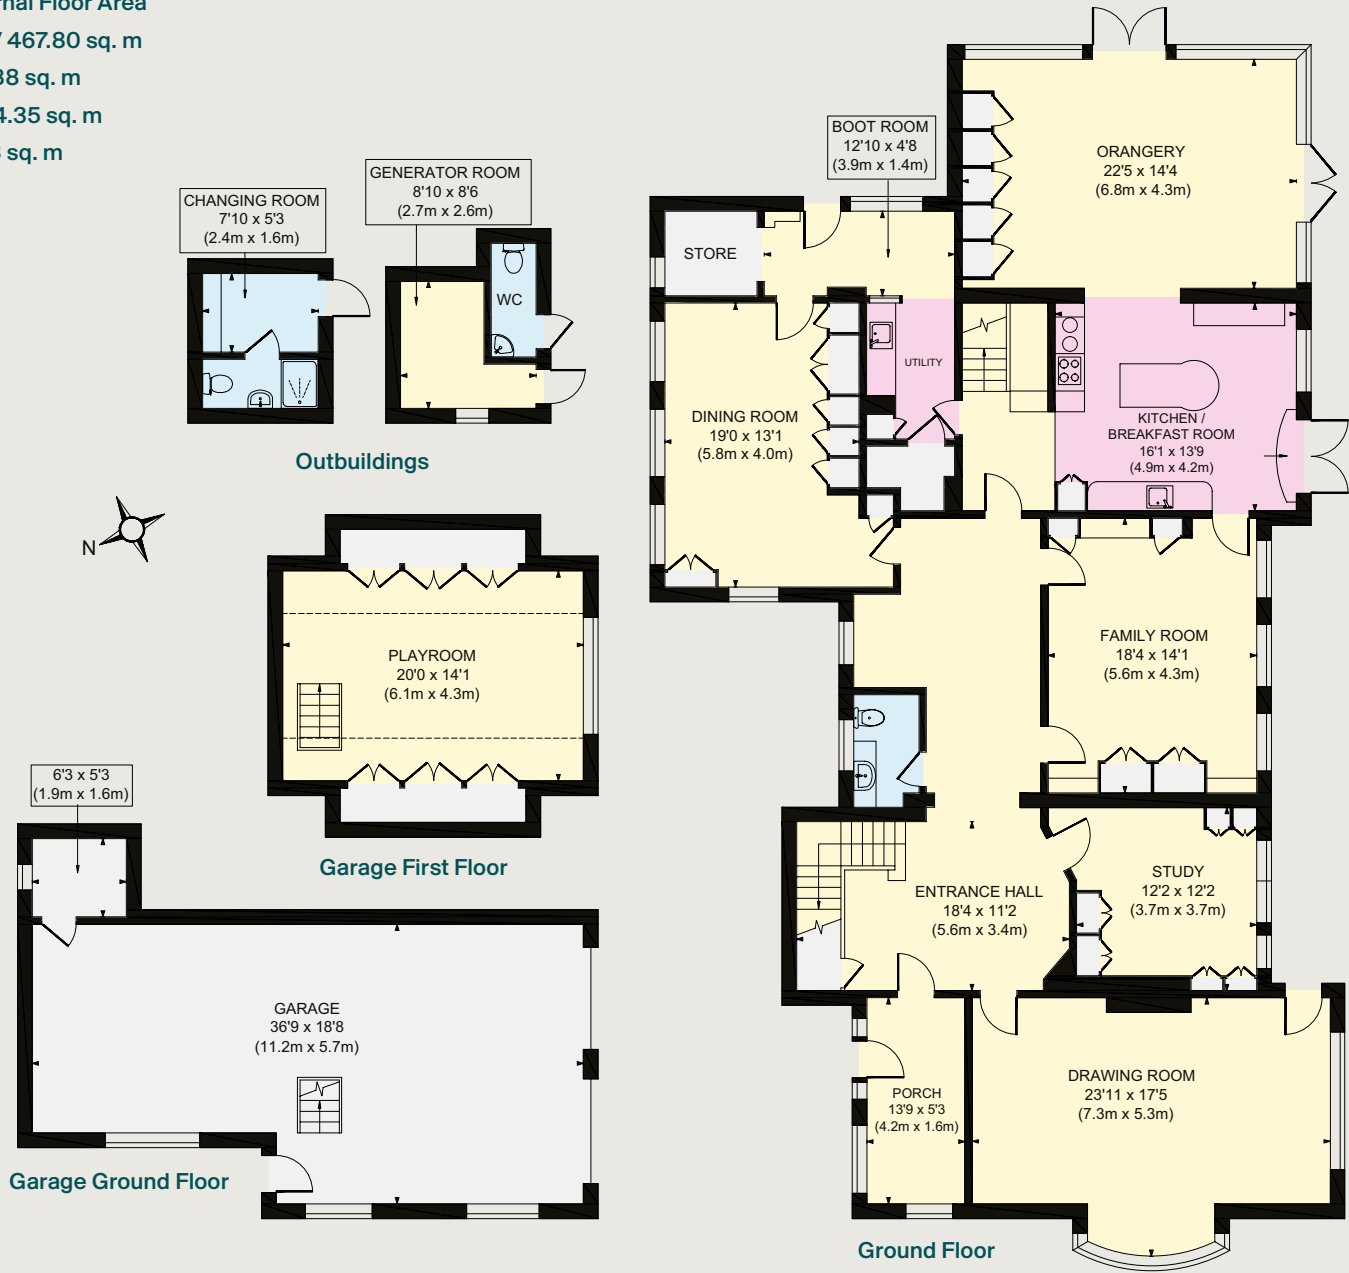 rnal Floor Area
467.80 sq. m
38 sq. m
4.35 sq. m
sq. m
CHANGING ROOM
7'10 x 5'3
(2.4m x 1.6m)
GENERATOR ROOM
8'10 x 8'6
(2.7m x 2.6m)
WC
Outbuildings
N
PLAYROOM
20'0 x 14'1
(6.1m x 4.3m)
Garage First Floor
6'3 x 5'3
(1.9m x 1.6m)
GARAGE
36'9 x 18'8
(11.2m x 5.7m)
Garage Ground Floor
BOOT ROOM
12'10 x 4'8
(3.9m x 1.4m)
ORANGERY
22'5 x 14'4
(6.8m x 4.3m)
STORE
UTILITY
DINING ROOM
19'0 x 13'1
(5.8m x 4.0m)
KITCHEN /
BREAKFAST ROOM
16'1 x 13'9
(4.9m x 4.2m)
FAMILY ROOM
18'4 x 14'1
(5.6m x 4.3m)
STUDY
12'2 x 12'2
(3.7m x 3.7m)
ENTRANCE HALL
18'4 x 11'2
(5.6m x 3.4m)
PORCH
13'9 x 5'3
(4.2m x 1.6m)
DRAWING ROOM
23'11 x 17'5
(7.3m x 5.3m)
Ground Floor